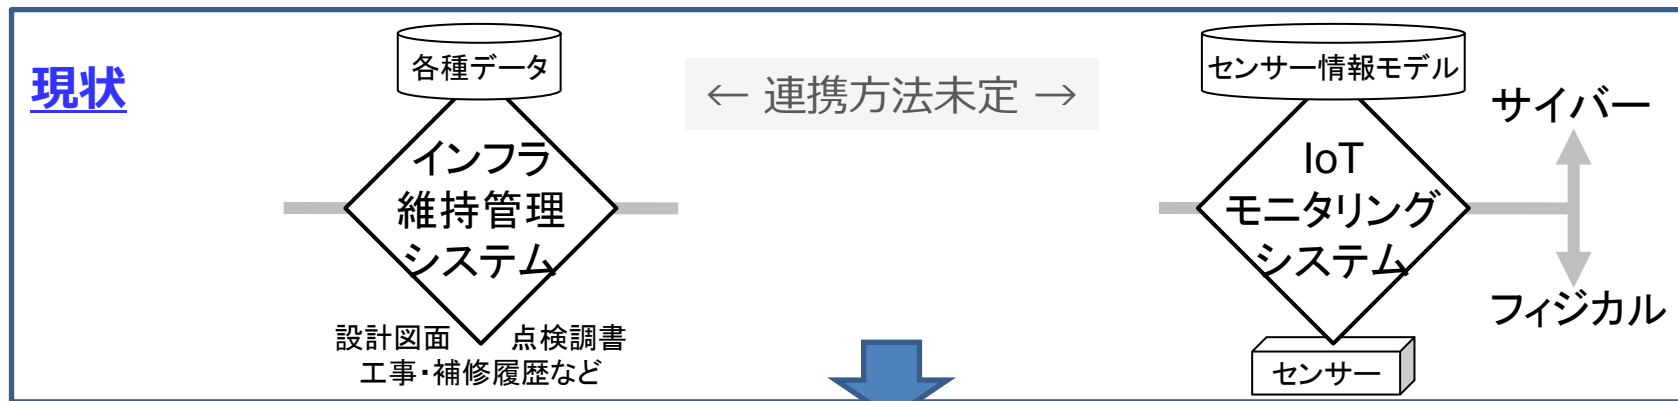 現状
各種データ
インフラ
維持管理
システム
設計図面 点検調書
工事・補修履歴など
← 連携方法未定 →
センサー情報モデル
IoT
モニタリング
システム
センサー
サイバー
フィジカル